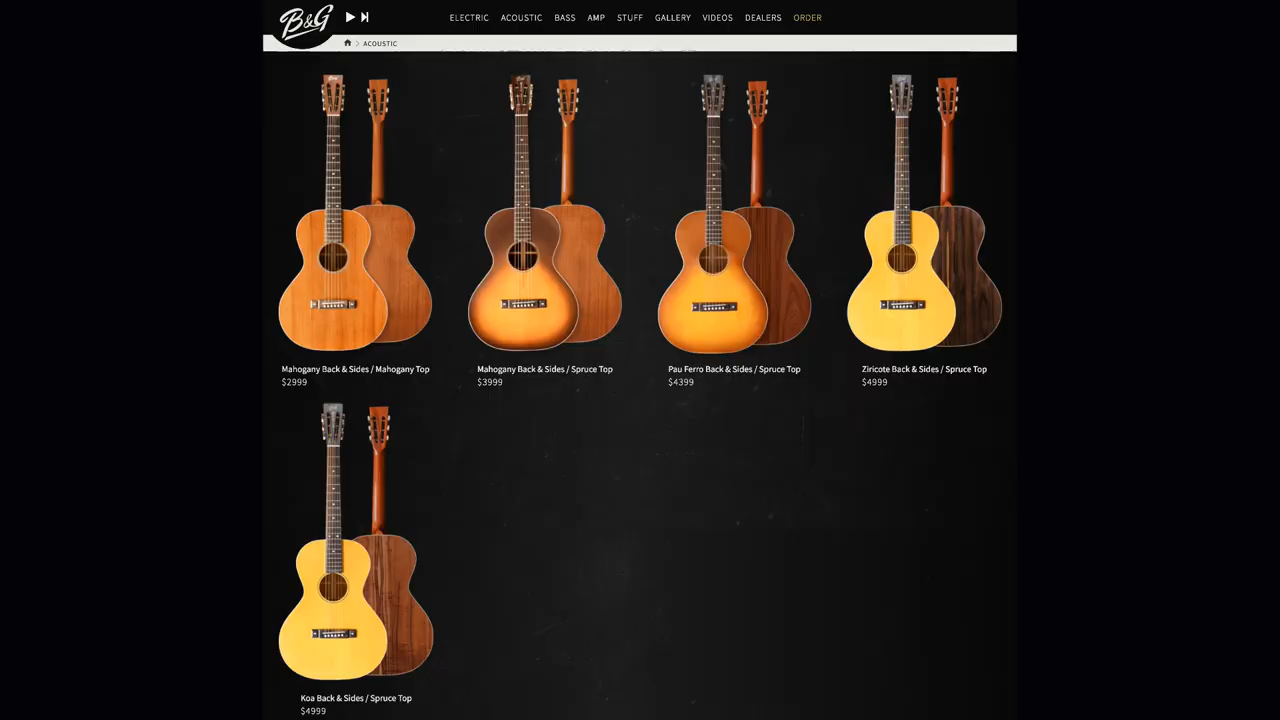 B&G
ELECTRIC ACOUSTIC BASS AMP STUFF GALLERY VIDEOS DEALERS ORDER
ACOUSTIC
Mahogany Back & Sides / Mahogany Top
$2999
Mahogany Back & Sides / Spruce Top
$3999
Pau Ferro Back & Sides / Spruce Top
$4399
Ziricote Back & Sides / Spruce Top
$4999
Koa Back & Sides / Spruce Top
$4999